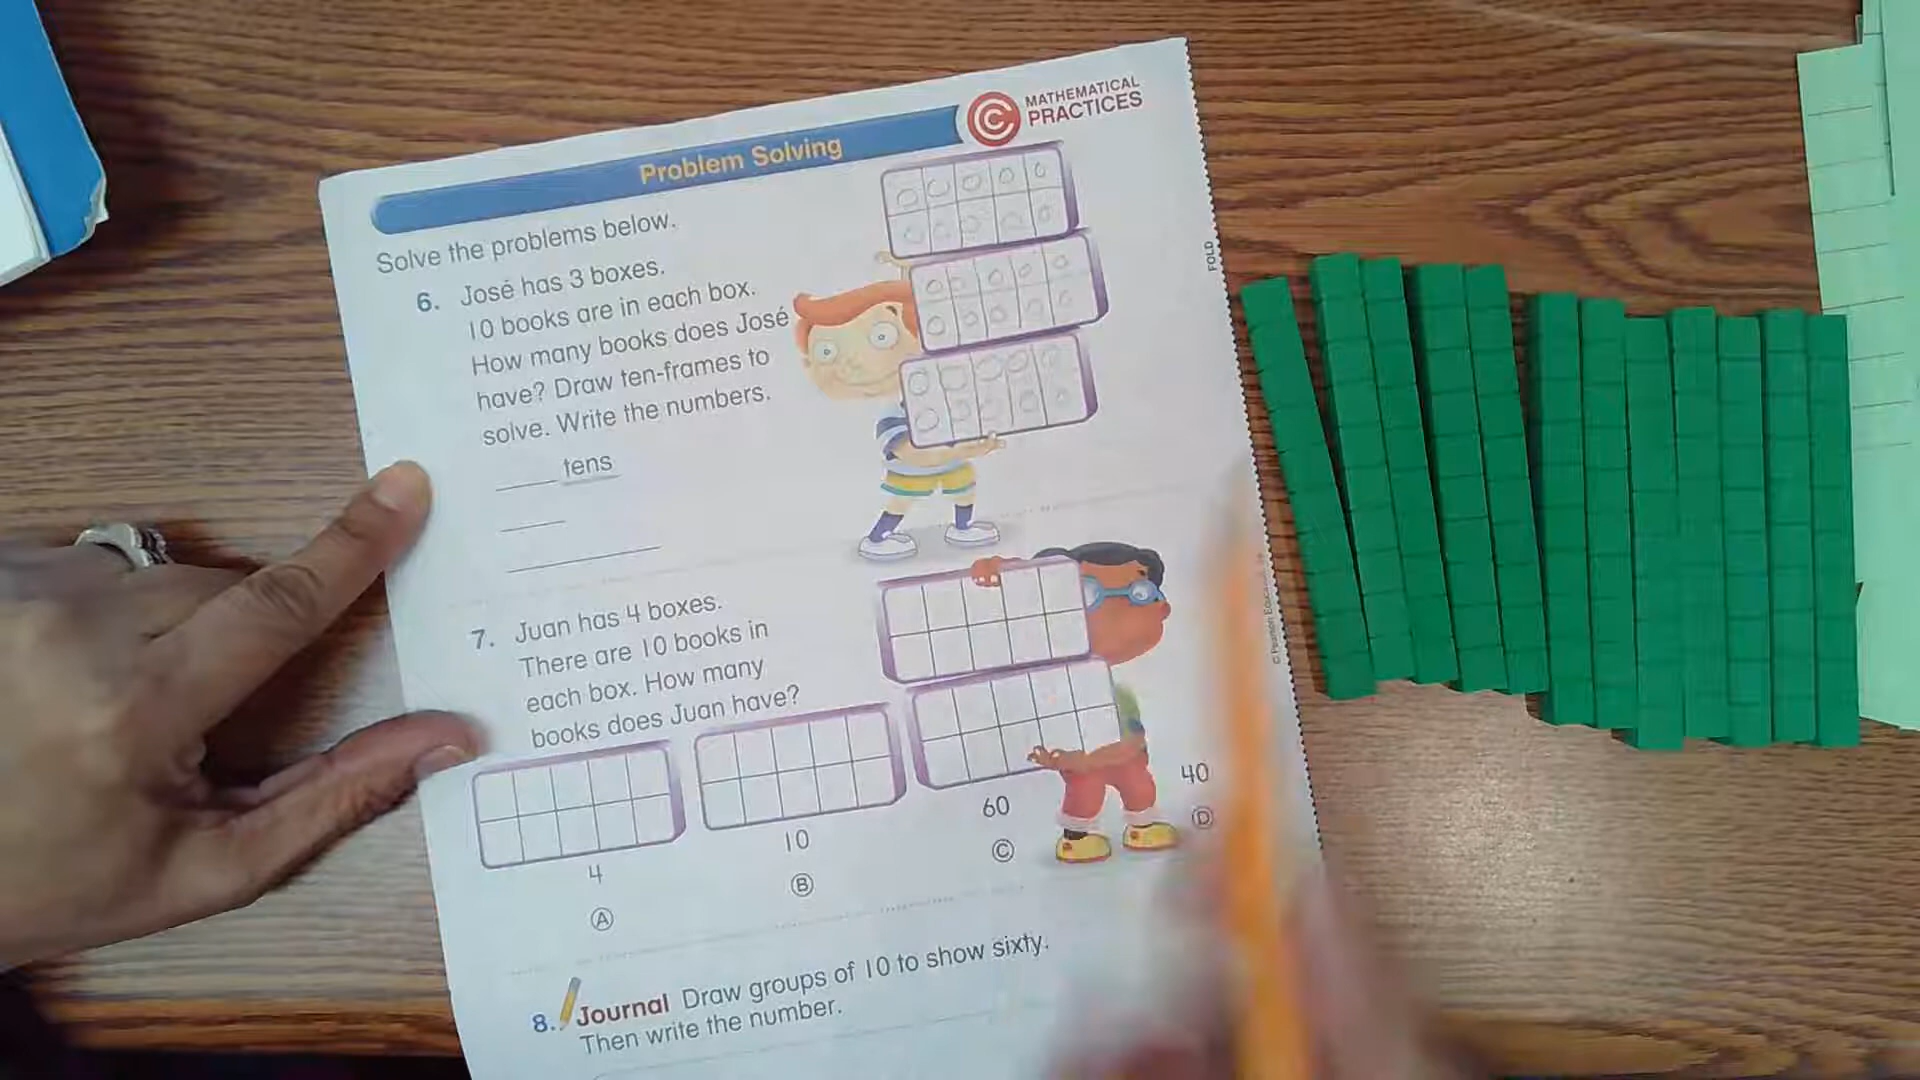 MATHEMATICAL
PRACTICES
Problem Solving
Solve the problems below.
6. José has 3 boxes.
10 books are in each box.
How many books does José
have? Draw ten-frames to
solve. Write the numbers.
tens
FOLD
7. Juan has 4 boxes.
There are 10 books in
each box. How many
books does Juan have?
4 10 60 40
A B C D
8. Journal Draw groups of 10 to show sixty.
Then write the number.